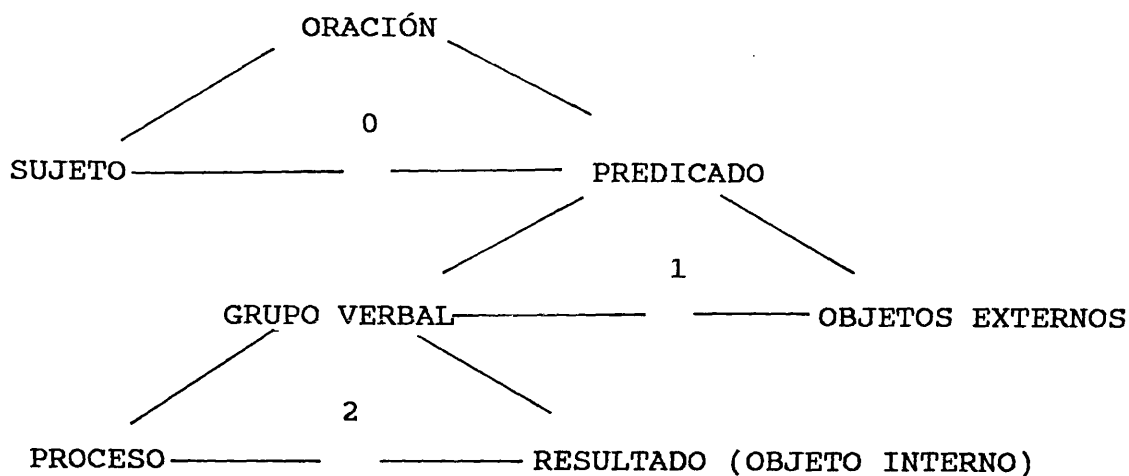 ORACIÓN
0
SUJETO PREDICADO
1
GRUPO VERBAL OBJETOS EXTERNOS
2
PROCESO RESULTADO (OBJETO INTERNO)